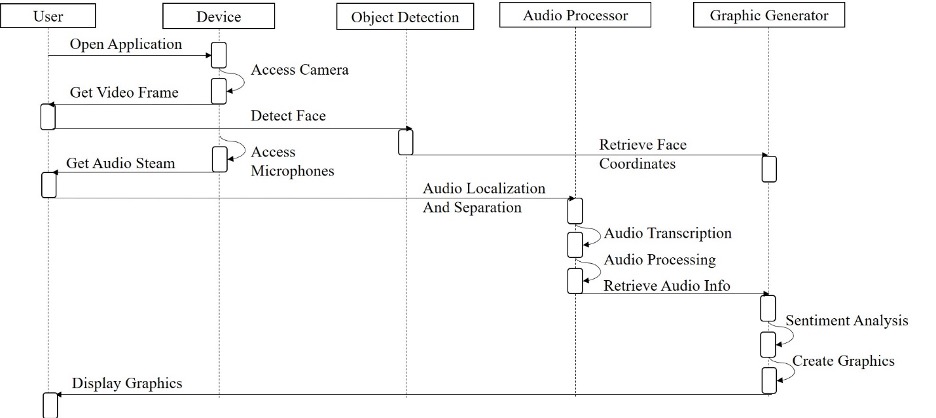 User
Device
Object Detection
Audio Processor
Graphic Generator
Open Application
Access Camera
Get Video Frame
Detect Face
Retrieve Face
Coordinates
Access
Microphones
Get Audio Steam
Audio Localization
And Separation
Audio Transcription
Audio Processing
Retrieve Audio Info
Sentiment Analysis
Create Graphics
Display Graphics